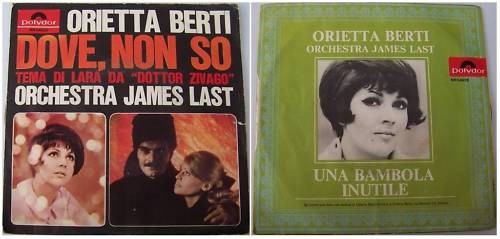 Polydor
ORIETTA BERTI
DOVE, NON SO
TEMA DI LARA DA "DOTTOR ZIVAGO"
ORCHESTRA JAMES LAST
ORIETTA BERTI
ORCHESTRA JAMES LAST
Polydor
UNA BAMBOLA
INUTILE